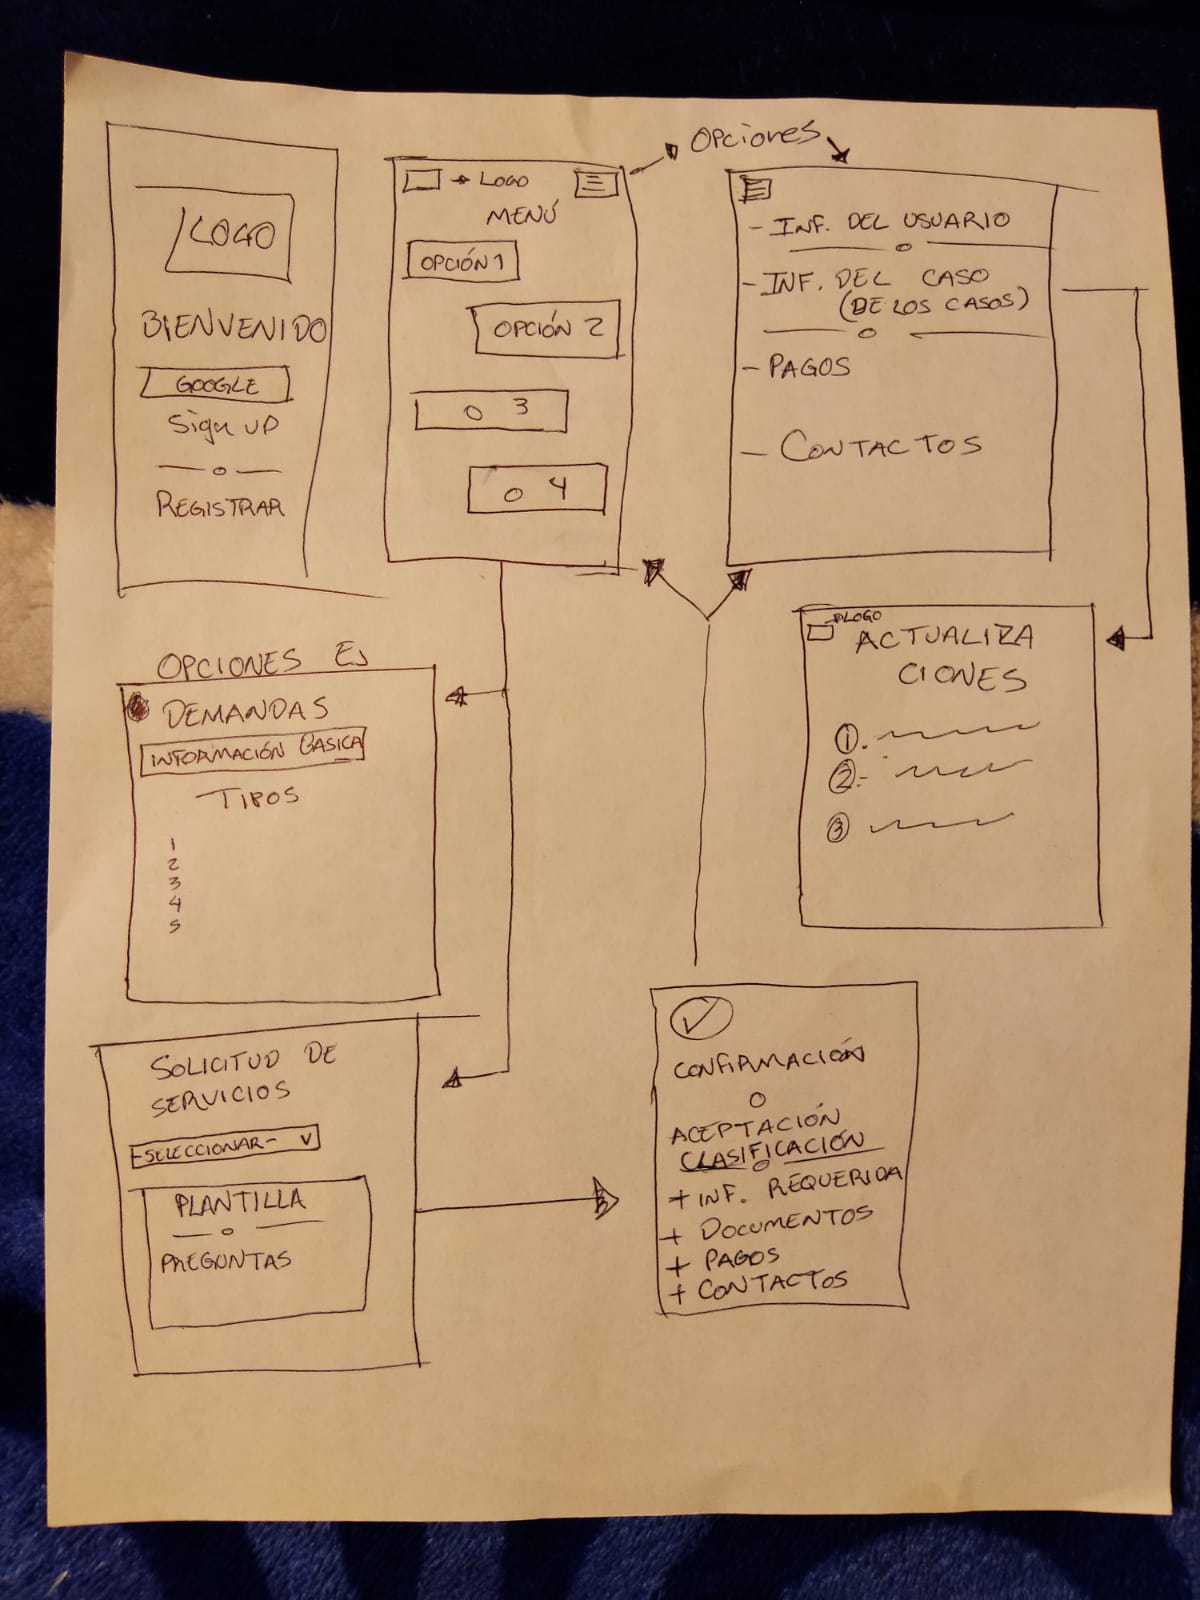 LOGO
BIENVENIDO
GOOGLE
Sign UP
REGISTRAR
→ LOGO
MENÚ
OPCIÓN 1
OPCIÓN 2
O 3
O 4
OPCiones
- INF. DEL USUARIO
- INF. DEL CASO
(DE LOS CASOS)
- PAGOS
- CONTACTOS
OPCIONES EJ
DEMANDAS
INFORMACIÓN BASICA
TIPOS
1
2
3
4
5
LOGO
ACTUALIZA
CIONES
1.
2-
3
SOLICITUD DE
SERVICIOS
-SELECCIONAR- V
PLANTILLA
PREGUNTAS
CONFIRMACIÓN
O
ACEPTACIÓN
CLASIFICACIÓN
+ INF. REQUERIDA
+ DOCUMENTOS
+ PAGOS
+ CONTACTOS